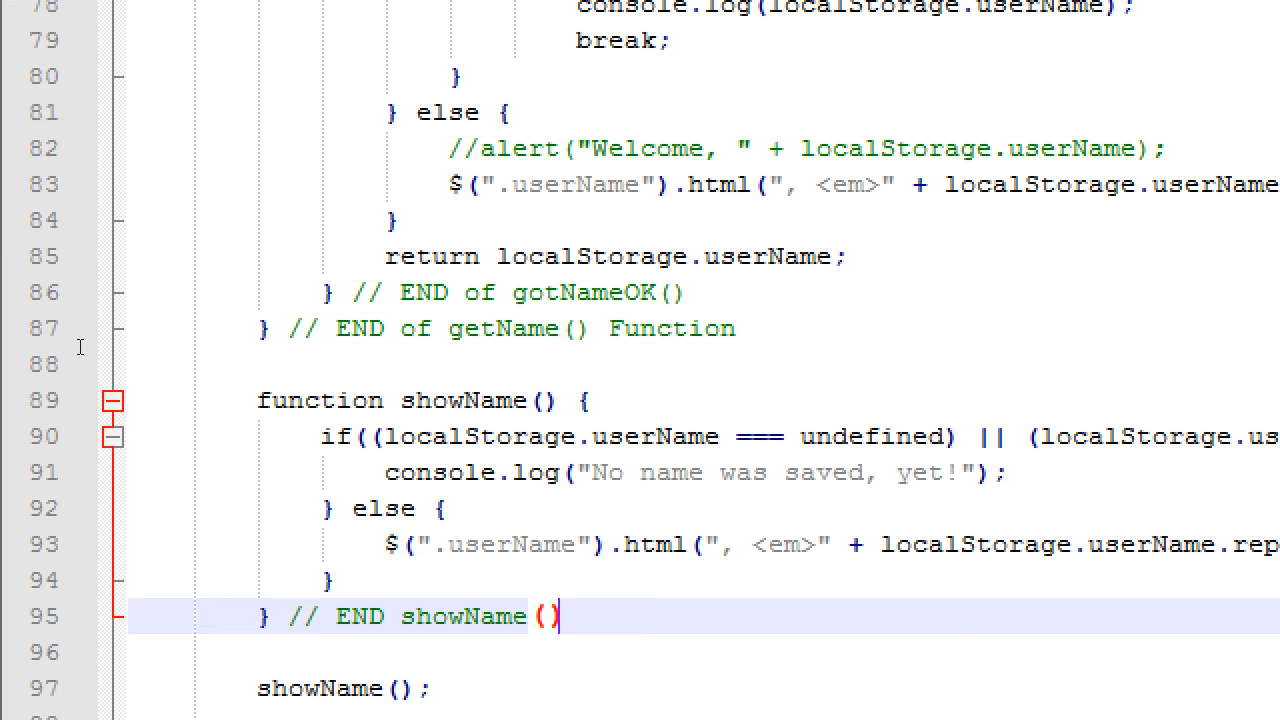 78 console.log(localStorage.userName);
79 break;
80 }
81 } else {
82 //alert("Welcome, " + localStorage.userName);
83 $(".userName").html(", <em>" + localStorage.userName
84 }
85 return localStorage.userName;
86 } // END of gotNameOK()
87 } // END of getName() Function
88
89 function showName() {
90 if((localStorage.userName === undefined) || (localStorage.us
91 console.log("No name was saved, yet!");
92 } else {
93 $(".userName").html(", <em>" + localStorage.userName.rep
94 }
95 } // END showName()
96
97 showName();